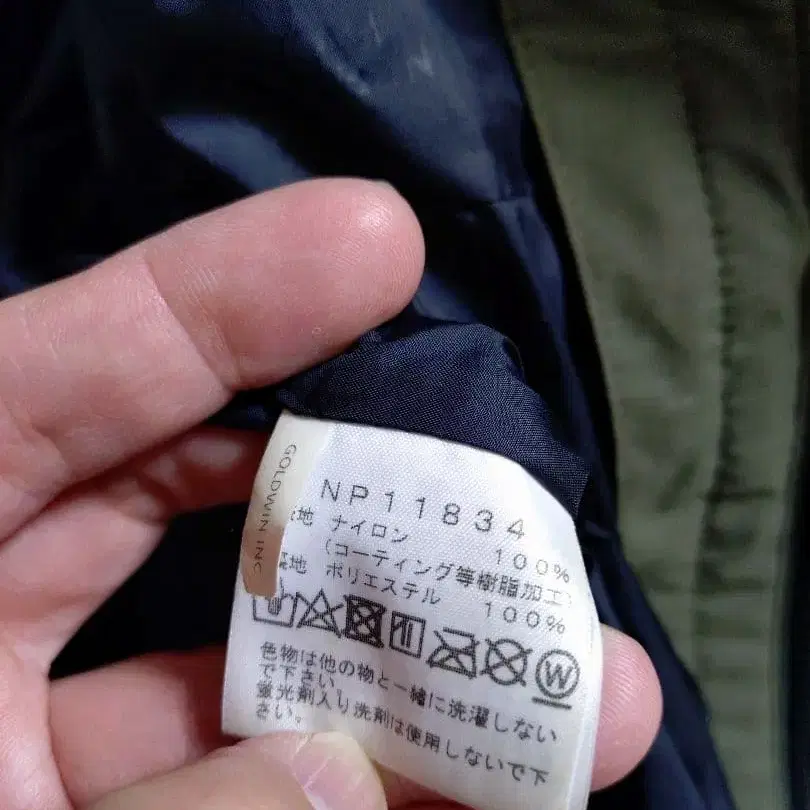 GOLDWIN INC
NP11834
地 ナイロン 100%
(コーティング等樹脂加工)
裏地 ポリエステル 100%
W
色物は他の物と一緒に洗濯しない
で下さい。
蛍光剤入り洗剤は使用しないで下
さい。